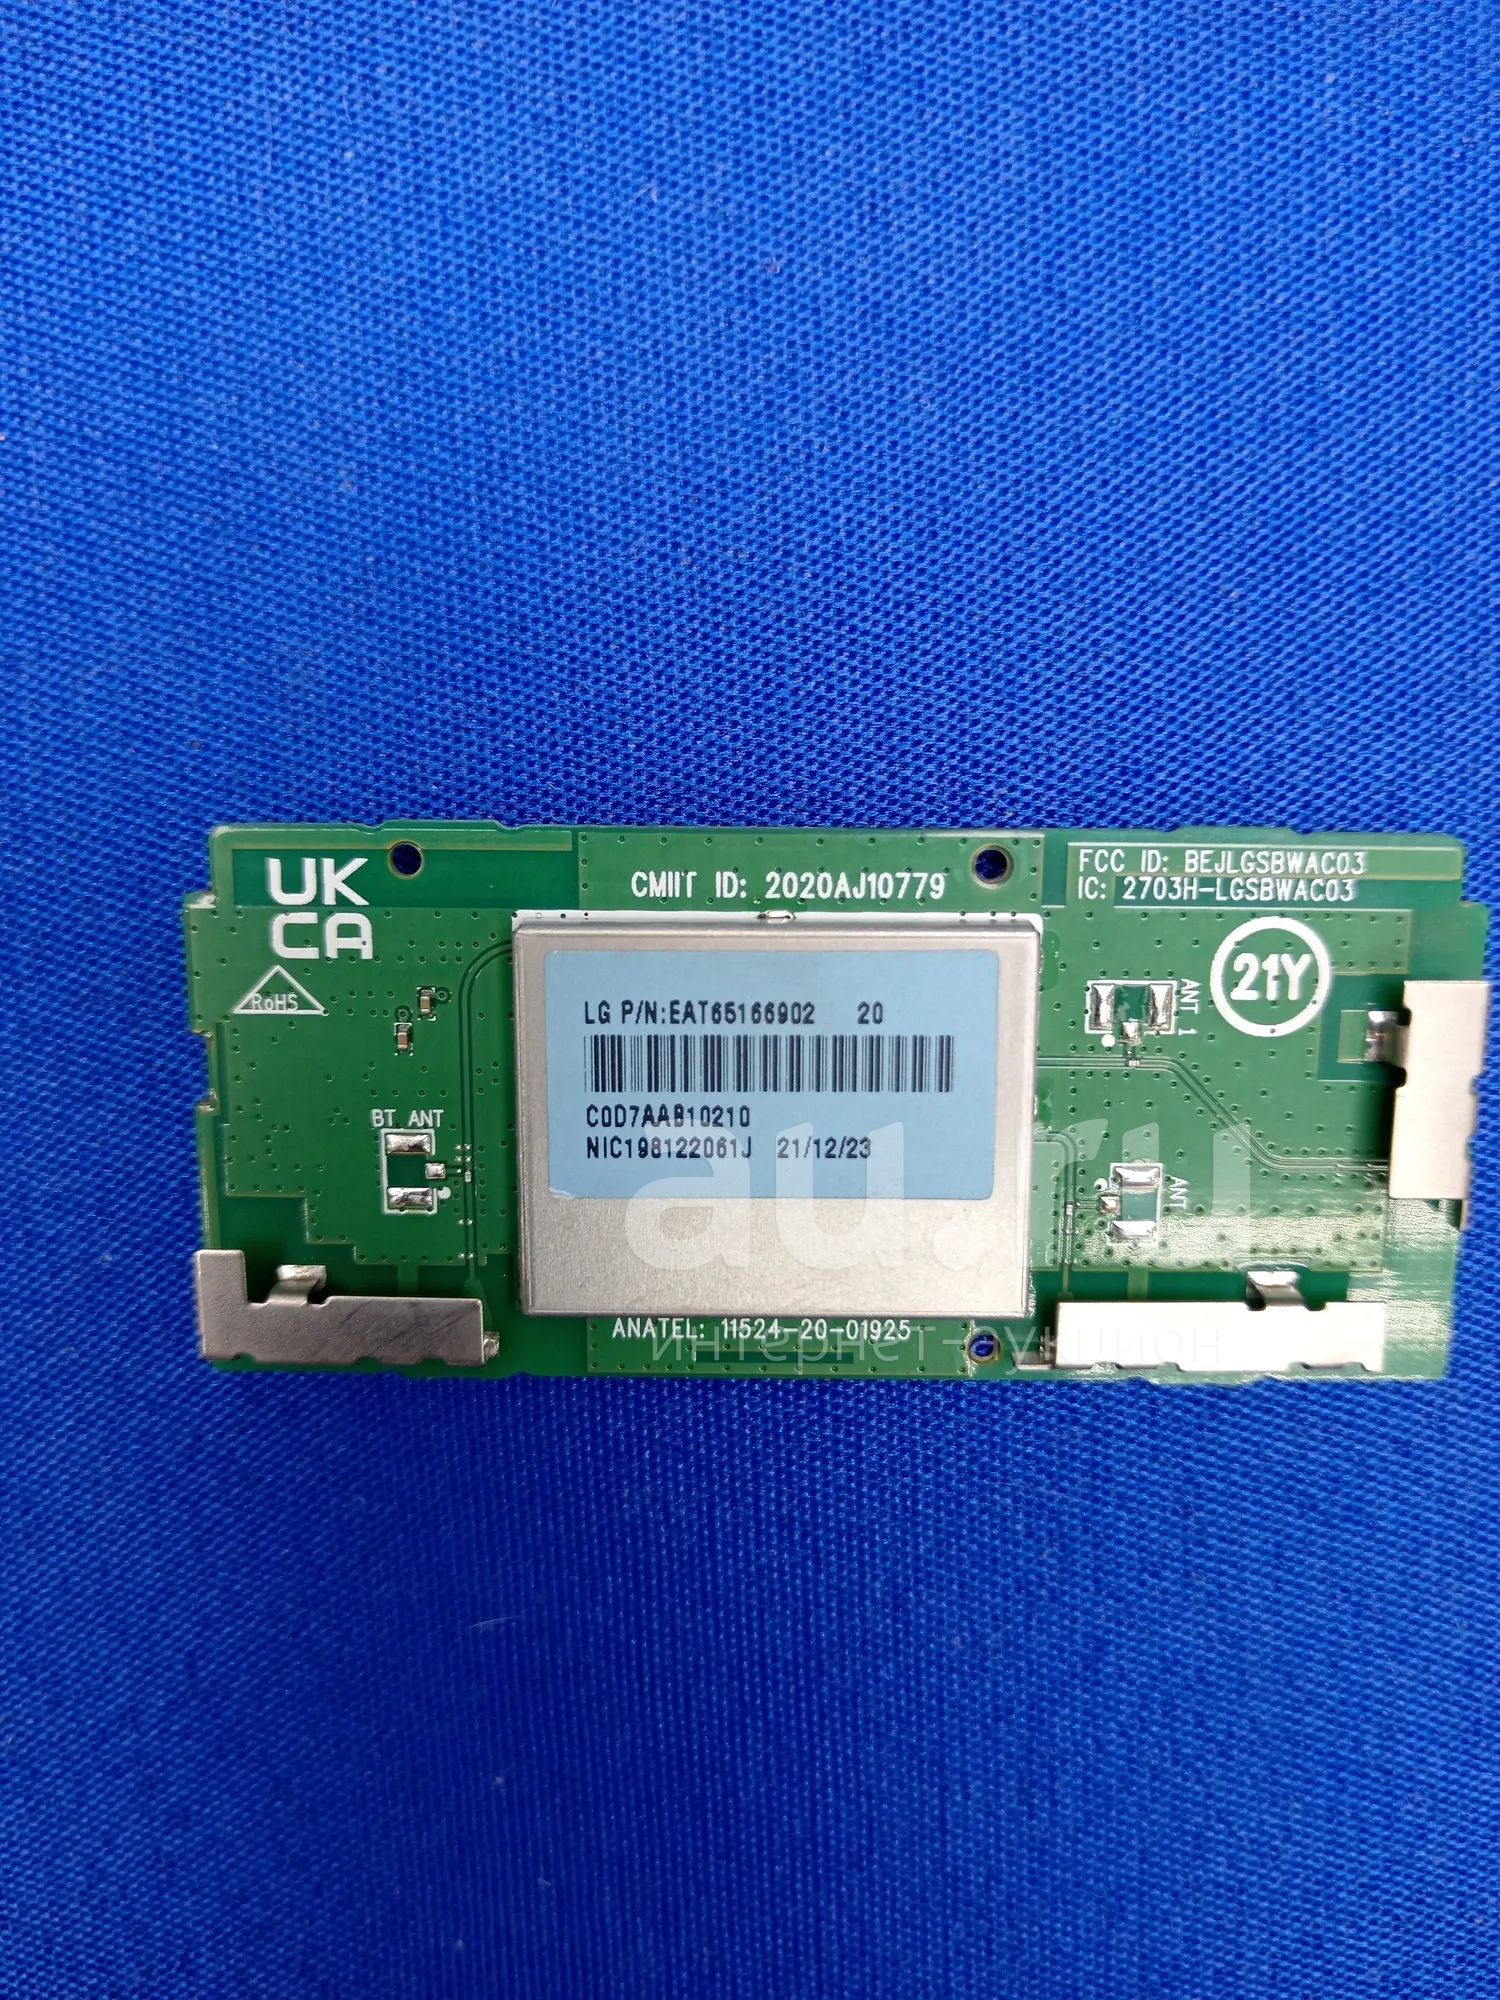 UK
CA
RoHS
CMIIT ID: 2020AJ10779
FCC ID: BEJLGSBWAC03
IC: 2703H-LGSBWAC03
21Y
LG P/N:EAT65166902 20
C0D7AAB10210
NIC198122061J 21/12/23
BT ANT
ANT 1
ANT
ANATEL: 11524-20-01925
au.ru
интернет-аукцион